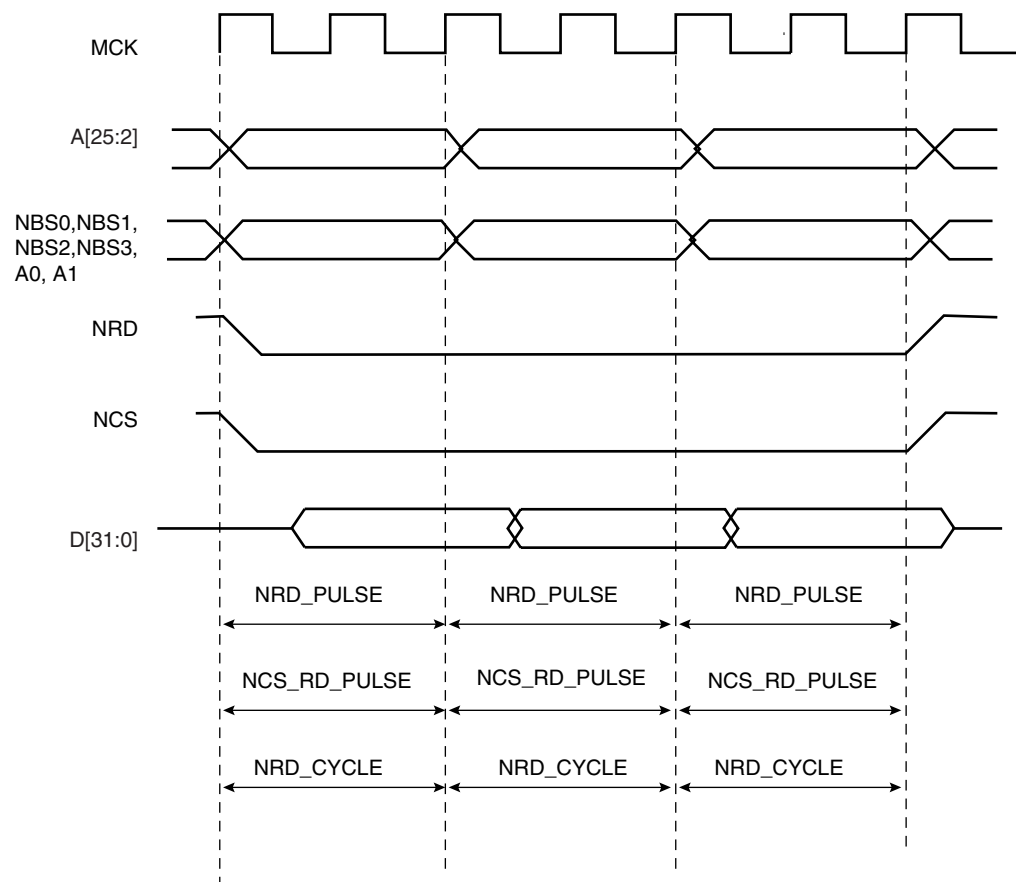 MCK
A[25:2]
NBS0,NBS1,
NBS2,NBS3,
A0, A1
NRD
NCS
D[31:0]
NRD_PULSE NRD_PULSE NRD_PULSE
NCS_RD_PULSE NCS_RD_PULSE NCS_RD_PULSE
NRD_CYCLE NRD_CYCLE NRD_CYCLE